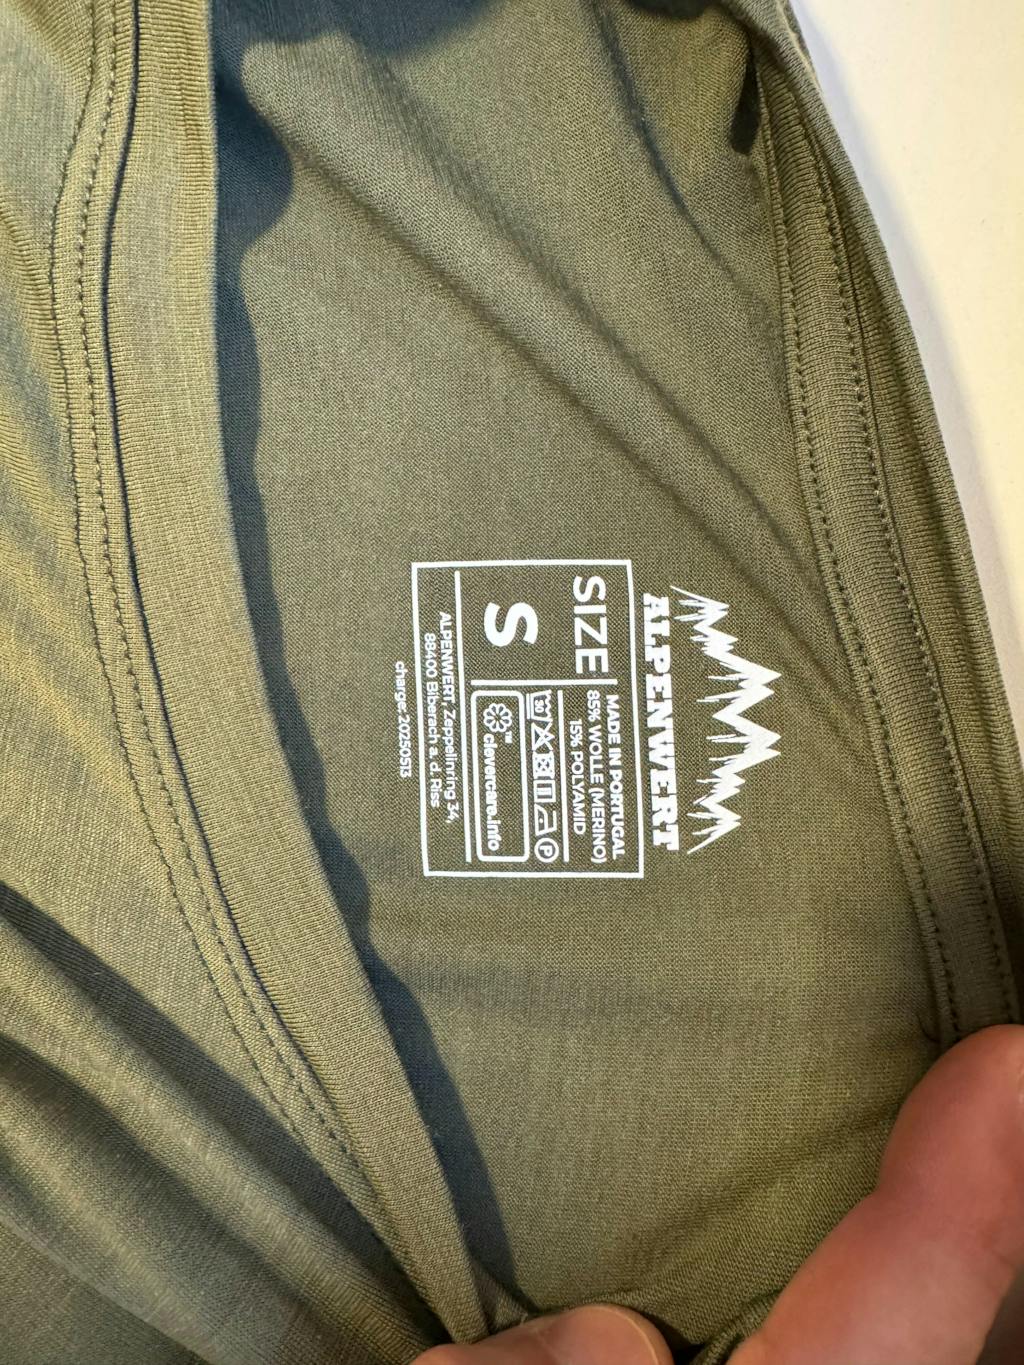 ALPENWERT
SIZE
S
MADE IN PORTUGAL
85% WOLLE (MERINO)
15% POLYAMID
30
P
clevercare.info
™
ALPENWERT, Zeppelinring 34,
88400 Biberach a. d. Riss
charge: 20250513